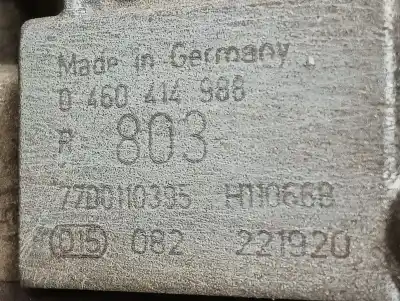 Made in Germany
0 460 414 988
R 803
7700110335 H110668
015 082 221920